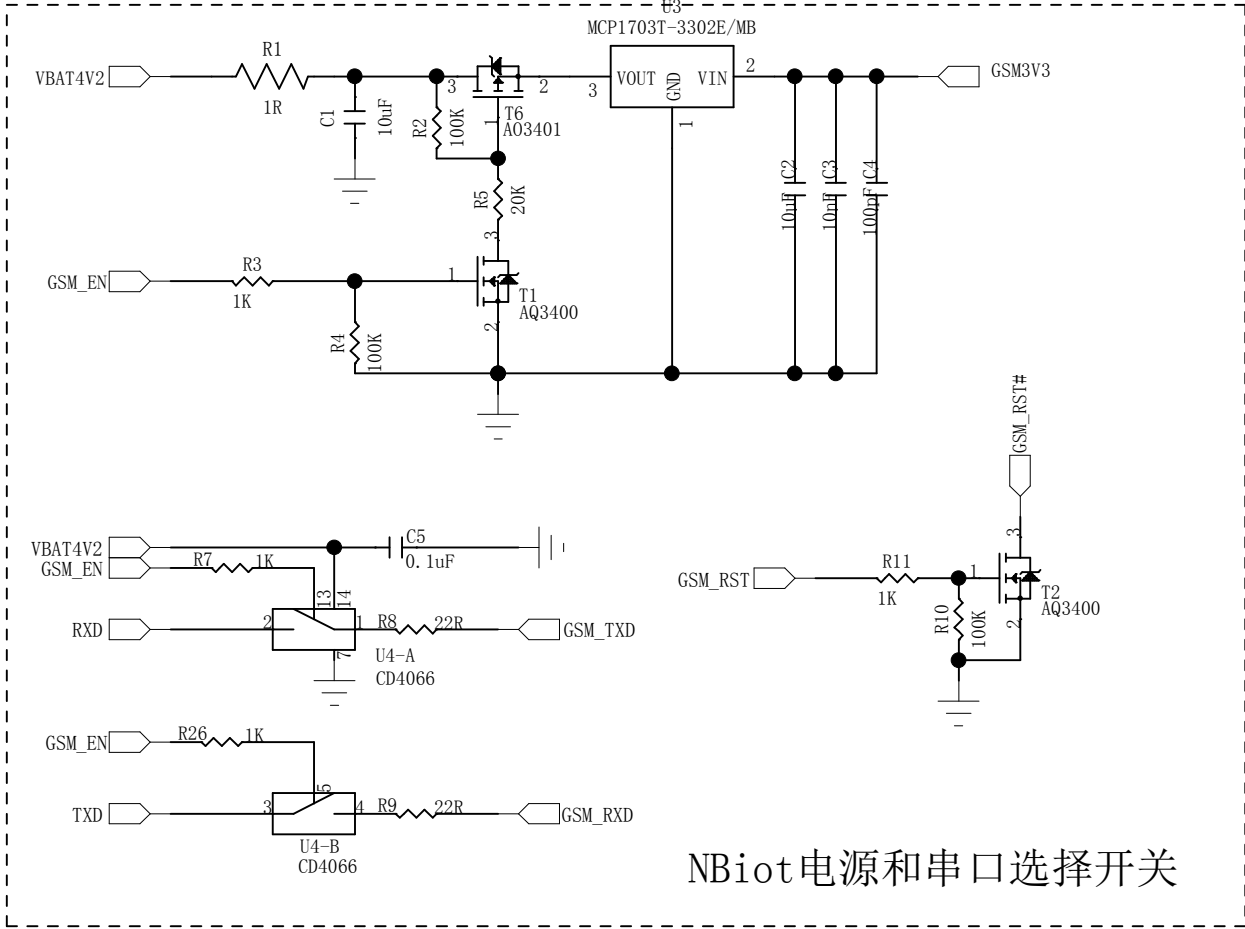 U3
MCP1703T-3302E/MB
R1
VBAT4V2
1R
C1
10uF
R2
100K
3
2
1
T6
AO3401
3
VOUT
GND
VIN
2
1
GSM3V3
R5
20K
C2
10uF
C3
10nF
C4
100pF
GSM_EN
R3
1K
R4
100K
3
1
2
T1
AQ3400
GSM_RST#
VBAT4V2
C5
0.1uF
GSM_EN
R7
1K
13
14
RXD
2
1
R8
22R
GSM_TXD
7
U4-A
CD4066
GSM_RST
R11
1K
R10
100K
3
1
2
T2
AQ3400
GSM_EN
R26
1K
5
TXD
3
4
R9
22R
GSM_RXD
U4-B
CD4066
NBiot电源和串口选择开关